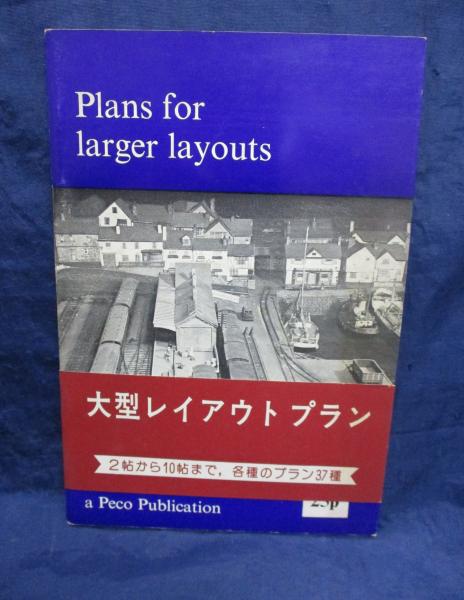 Plans for
larger layouts
大型レイアウトプラン
2帖から10帖まで，各種のプラン37種
a Peco Publication
25p